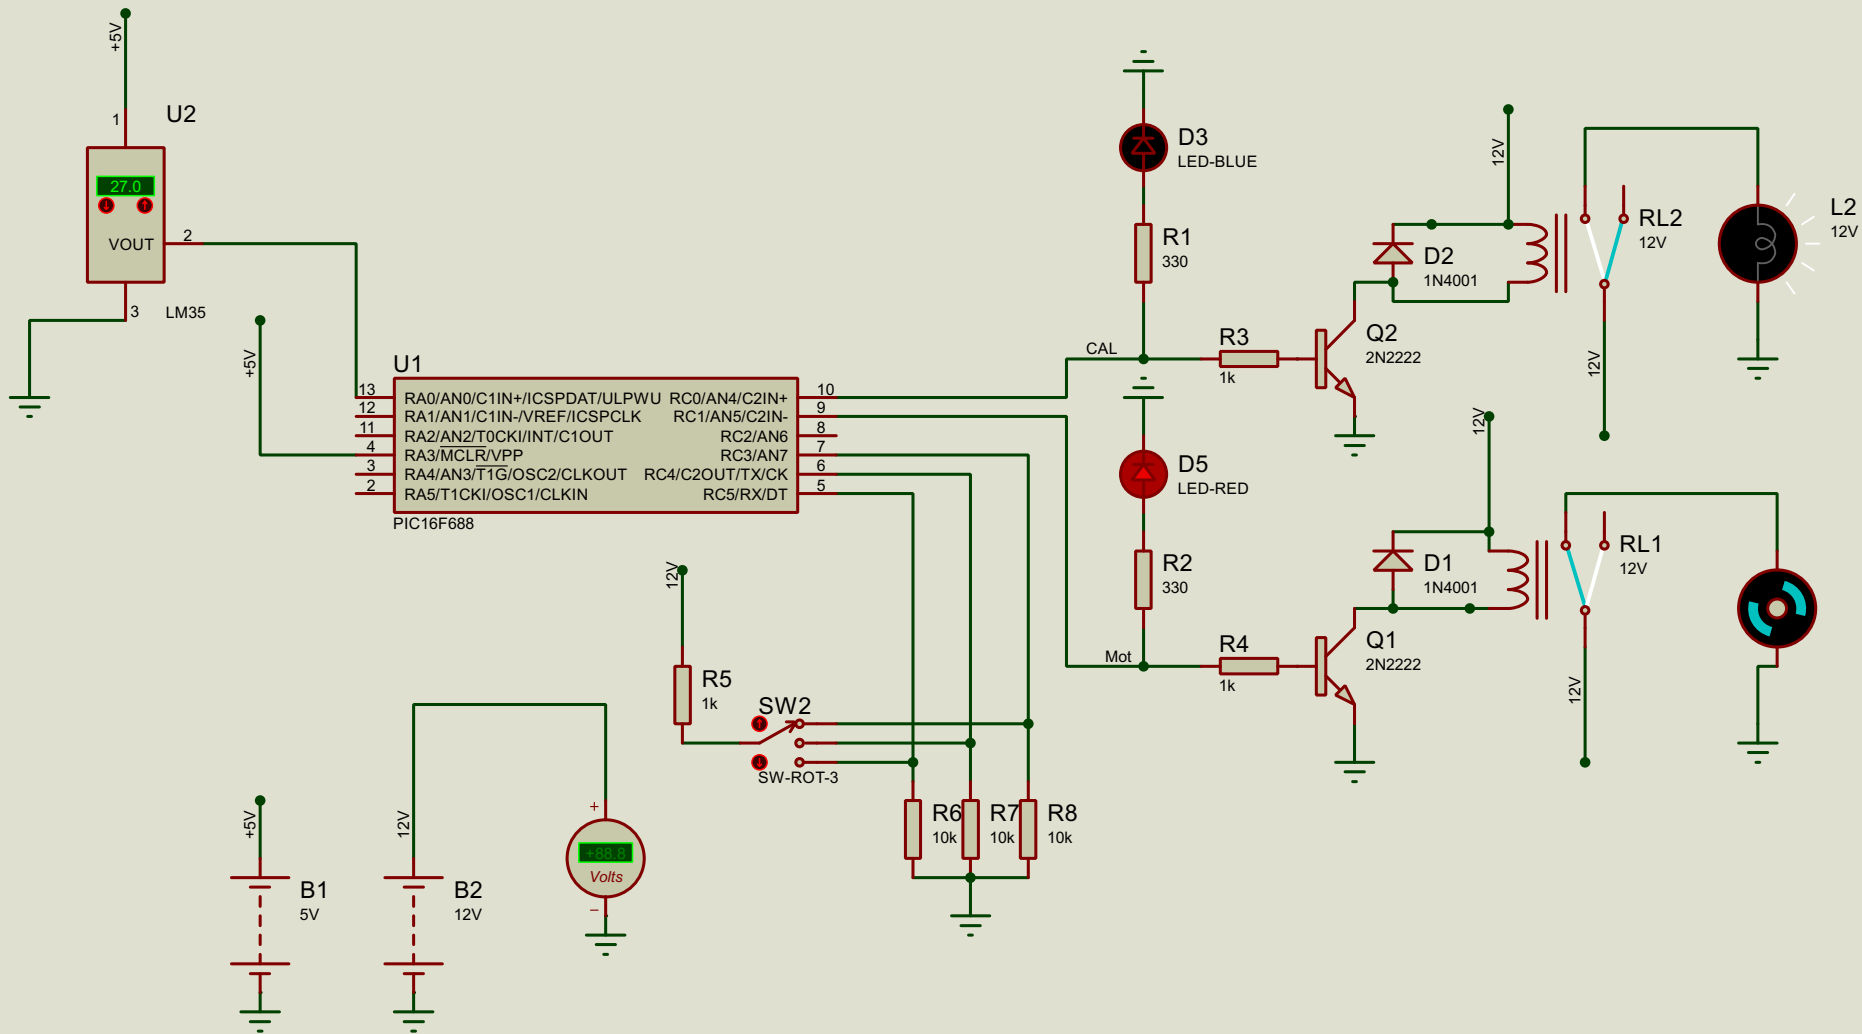 +5V
1
U2
27.0
VOUT
2
3
LM35
+5V
U1
13
RA0/AN0/C1IN+/ICSPDAT/ULPWU
RC0/AN4/C2IN+
10
12
RA1/AN1/C1IN-/VREF/ICSPCLK
RC1/AN5/C2IN-
9
11
RA2/AN2/T0CKI/INT/C1OUT
RC2/AN6
8
4
RA3/MCLR/VPP
RC3/AN7
7
3
RA4/AN3/T1G/OSC2/CLKOUT
RC4/C2OUT/TX/CK
6
2
RA5/T1CKI/OSC1/CLKIN
RC5/RX/DT
5
PIC16F688
D3
LED-BLUE
R1
330
CAL
R3
1k
D5
LED-RED
R2
330
Mot
R4
1k
12V
D2
1N4001
Q2
2N2222
RL2
12V
12V
L2
12V
12V
D1
1N4001
Q1
2N2222
RL1
12V
12V
12V
R5
1k
SW2
SW-ROT-3
R6
10k
R7
10k
R8
10k
+5V
B1
5V
12V
B2
12V
+
+88.8
Volts
−